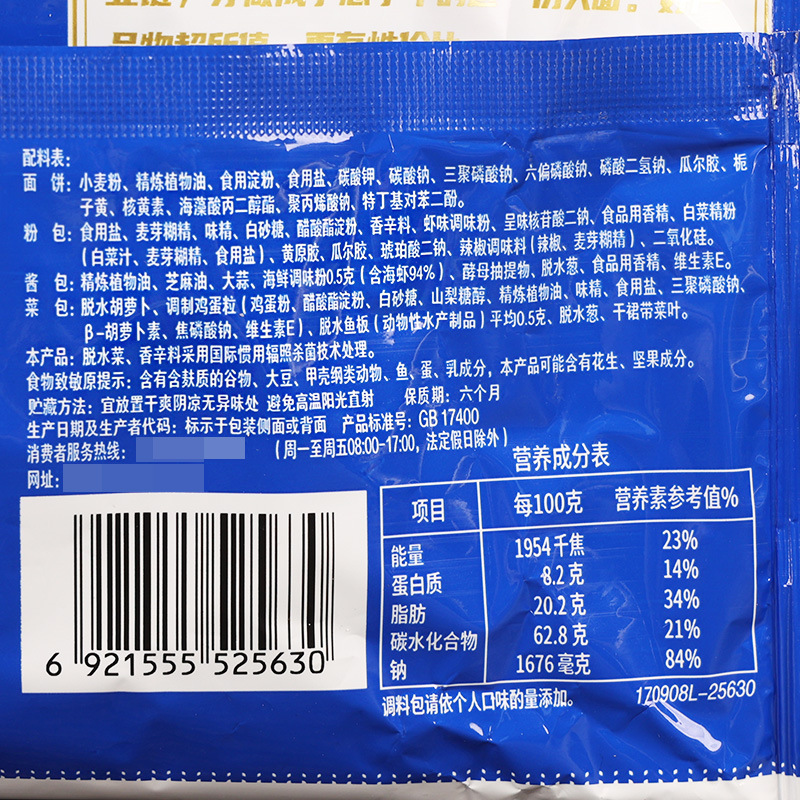 配料表：
面 饼：小麦粉、精炼植物油、食用淀粉、食用盐、碳酸钾、碳酸钠、三聚磷酸钠、六偏磷酸钠、磷酸二氢钠、瓜尔胶、栀
子黄、核黄素、海藻酸丙二醇酯、聚丙烯酸钠、特丁基对苯二酚。
粉 包：食用盐、麦芽糊精、味精、白砂糖、醋酸酯淀粉、香辛料、虾味调味粉、呈味核苷酸二钠、食品用香精、白菜精粉
（白菜汁、麦芽糊精、食用盐）、黄原胶、瓜尔胶、琥珀酸二钠、辣椒调味料（辣椒、麦芽糊精）、二氧化硅。
酱 包：精炼植物油、芝麻油、大蒜、海鲜调味粉0.5克（含海虾94%）、酵母抽提物、脱水葱、食品用香精、维生素E。
菜 包：脱水胡萝卜、调制鸡蛋粒（鸡蛋粉、醋酸酯淀粉、白砂糖、山梨糖醇、精炼植物油、味精、食用盐、三聚磷酸钠、
β-胡萝卜素、焦磷酸钠、维生素E）、脱水鱼板（动物性水产制品）平均0.5克、脱水葱、干裙带菜叶。
本产品：脱水菜、香辛料采用国际惯用辐照杀菌技术处理。
食物致敏原提示：含有含麸质的谷物、大豆、甲壳纲类动物、鱼、蛋、乳成分，本产品可能含有花生、坚果成分。
贮藏方法：宜放置干爽阴凉无异味处 避免高温阳光直射 保质期：六个月
生产日期及生产者代码：标示于包装侧面或背面 产品标准号：GB 17400
消费者服务热线： （周一至周五08:00-17:00，法定假日除外）
网址：
营养成分表
项目 每100克 营养素参考值%
能量 1954千焦 23%
蛋白质 8.2克 14%
脂肪 20.2克 34%
碳水化合物 62.8克 21%
钠 1676毫克 84%
6 921555 525630
调料包请依个人口味酌量添加。 170908L-25630